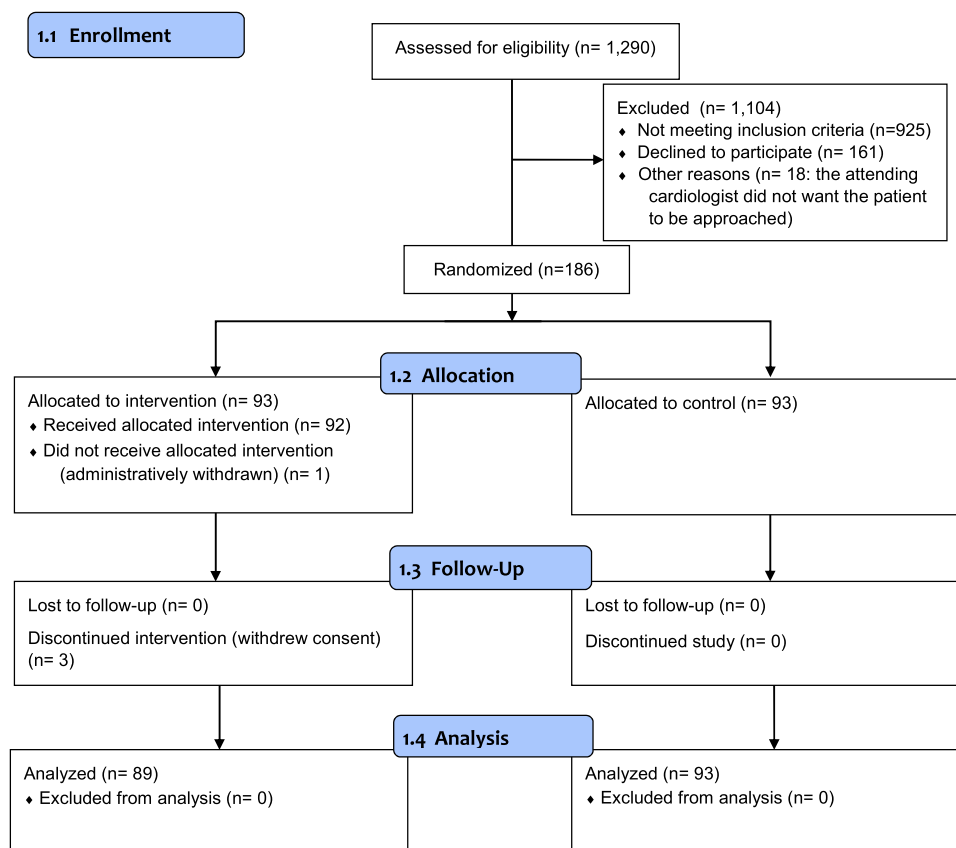 1.1 Enrollment
Assessed for eligibility (n= 1,290)
Excluded (n= 1,104)
♦ Not meeting inclusion criteria (n=925)
♦ Declined to participate (n= 161)
♦ Other reasons (n= 18: the attending
cardiologist did not want the patient
to be approached)
Randomized (n=186)
1.2 Allocation
Allocated to intervention (n= 93)
♦ Received allocated intervention (n= 92)
♦ Did not receive allocated intervention
(administratively withdrawn) (n= 1)
Allocated to control (n= 93)
1.3 Follow-Up
Lost to follow-up (n= 0)
Discontinued intervention (withdrew consent)
(n= 3)
Lost to follow-up (n= 0)
Discontinued study (n= 0)
1.4 Analysis
Analyzed (n= 89)
♦ Excluded from analysis (n= 0)
Analyzed (n= 93)
♦ Excluded from analysis (n= 0)